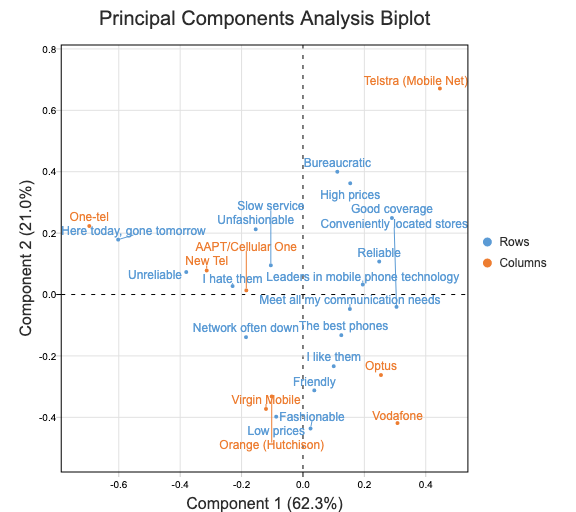 Principal Components Analysis Biplot
0.8
Telstra (Mobile Net)
0.6
Bureaucratic
0.4
High prices
Slow service
Good coverage
One-tel
Unfashionable
Conveniently located stores
0.2
Here today, gone tomorrow
AAPT/Cellular One
Reliable
New Tel
Unreliable
I hate them
Leaders in mobile phone technology
0.0
Meet all my communication needs
Network often down
The best phones
-0.2
I like them
Optus
Friendly
Virgin Mobile
-0.4
Fashionable
Vodafone
Low prices
Orange (Hutchison)
-0.6
-0.4
-0.2
0.0
0.2
0.4
Component 1 (62.3%)
Component 2 (21.0%)
Rows
Columns